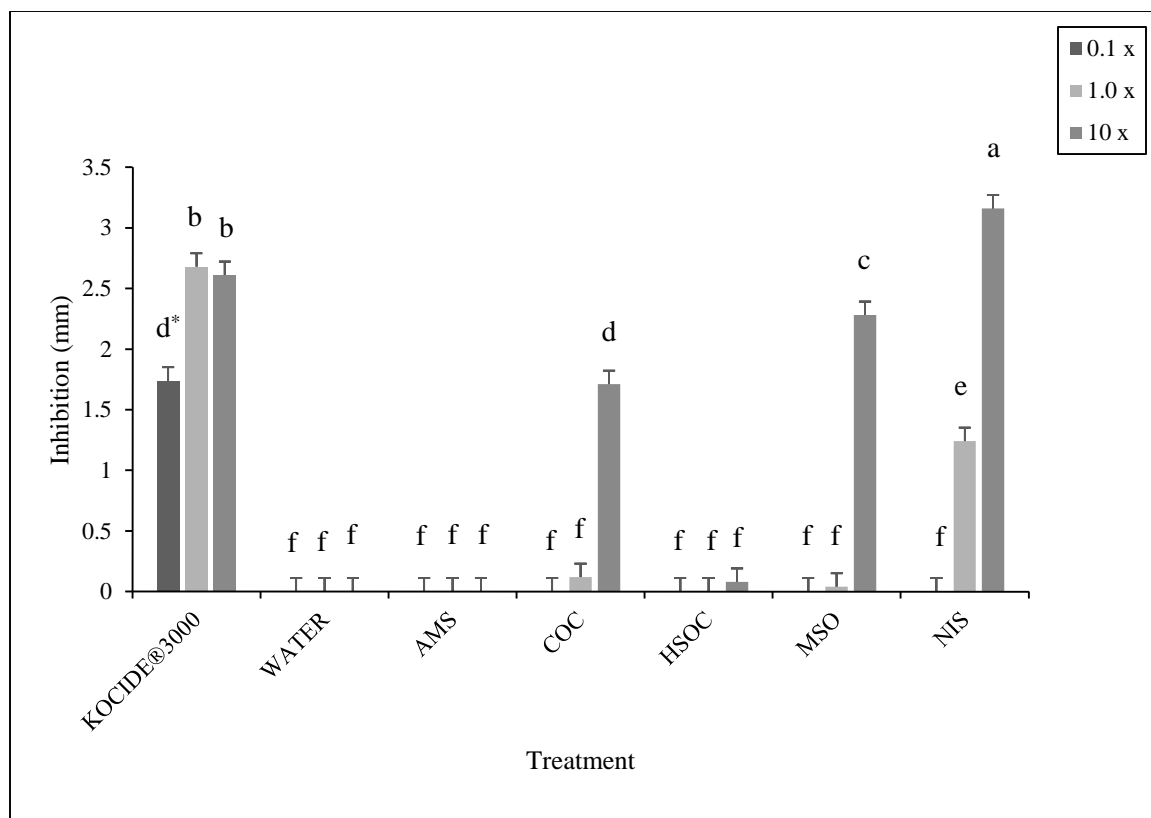 0.1 x
1.0 x
10 x
3.5
3
2.5
2
1.5
1
0.5
0
Inhibition (mm)
d* b b
f f f
f f f
f f d
f f f
f f c
f e a
KOCIDE®3000
WATER
AMS
COC
HSOC
MSO
NIS
Treatment